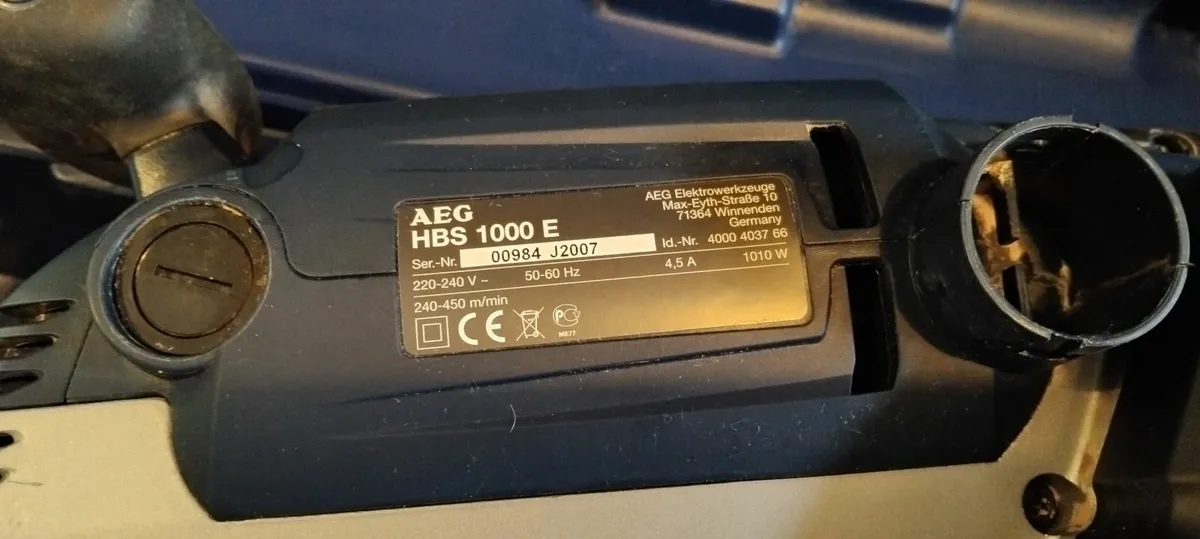 AEG
HBS 1000 E
Ser.-Nr. 00984 J2007
220-240 V ~ 50-60 Hz 4,5 A 1010 W
240-450 m/min
AEG Elektrowerkzeuge
Max-Eyth-Straße 10
71364 Winnenden
Germany
Id.-Nr. 4000 4037 66
CE
PC
ME77